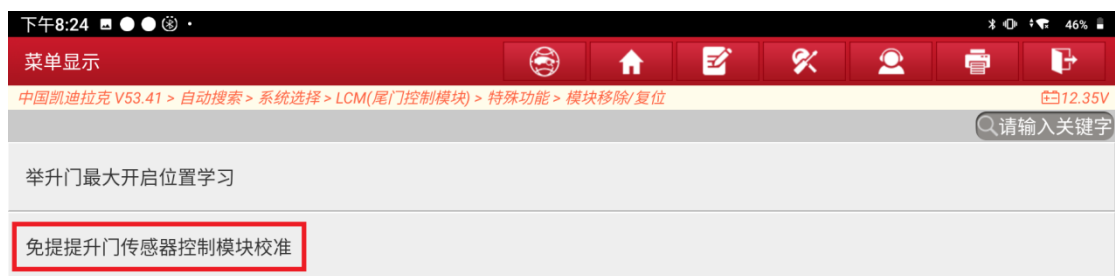 下午8:24 46%
菜单显示
中国凯迪拉克 V53.41 > 自动搜索 > 系统选择 > LCM(尾门控制模块) > 特殊功能 > 模块移除/复位 12.35V
请输入关键字
举升门最大开启位置学习
免提提升门传感器控制模块校准